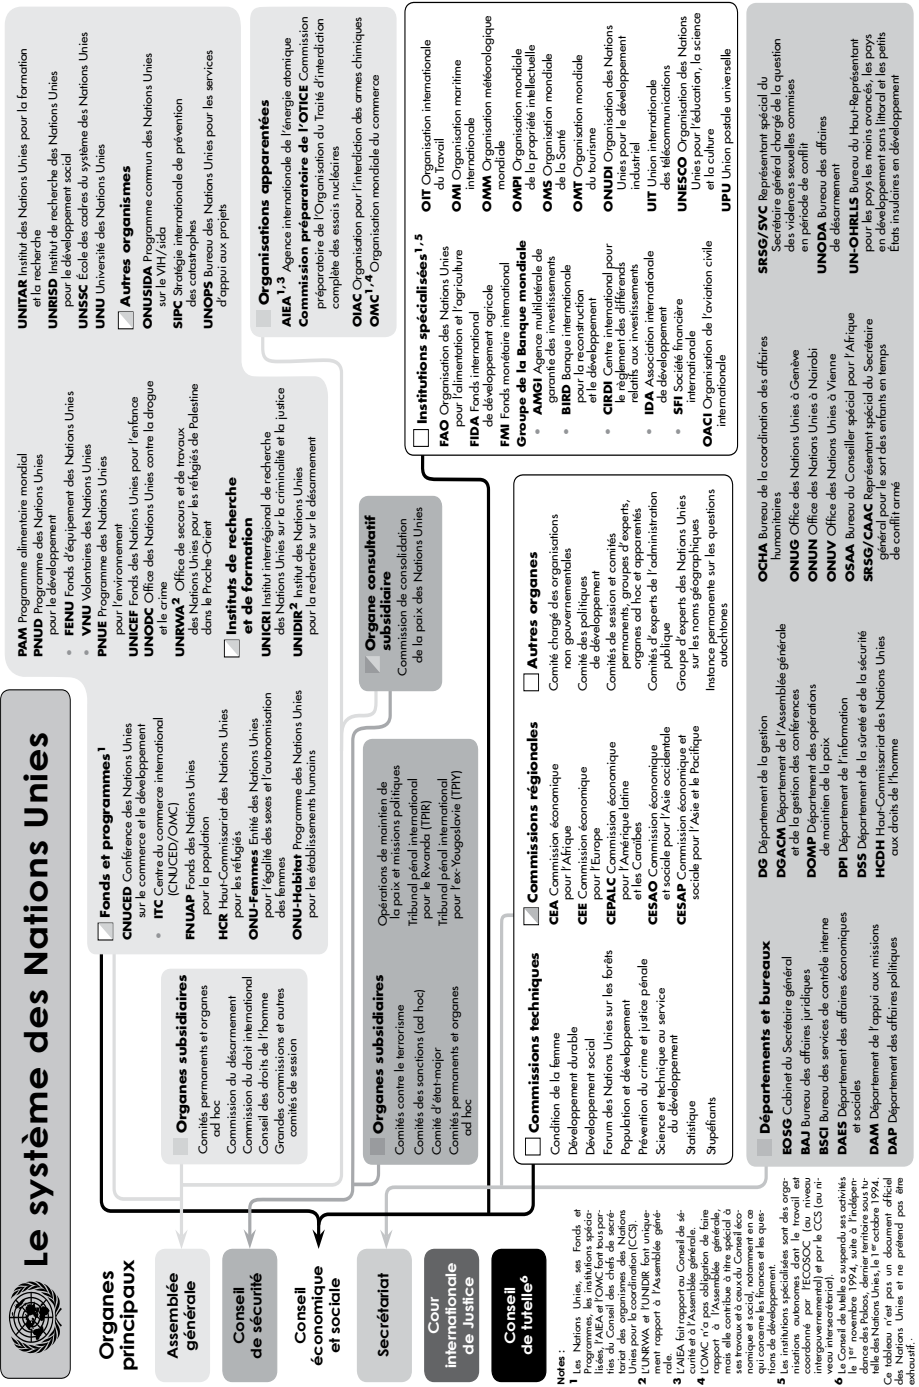 Le système des Nations Unies
Organes
principaux
Assemblée
générale
Conseil
de sécurité
Conseil
économique
et sociale
Secrétariat
Cour
internationale
de Justice
Conseil
de tutelle6
Organes subsidiaires
Comités permanents et organes
ad hoc
Commission du désarmement
Commission du droit international
Conseil des droits de l'homme
Grandes commissions et autres
comités de session
Fonds et programmes1
CNUCED Conférence des Nations Unies
sur le commerce et le développement
• ITC Centre du commerce international
(CNUCED/OMC)
FNUAP Fonds des Nations Unies
pour la population
HCR Haut-Commissariat des Nations Unies
pour les réfugiés
ONU-Femmes Entité des Nations Unies
pour l'égalité des sexes et l'autonomisation
des femmes
ONU-Habitat Programme des Nations Unies
pour les établissements humains
PAM Programme alimentaire mondial
PNUD Programme des Nations Unies
pour le développement
• FENU Fonds d'équipement des Nations Unies
• VNU Volontaires des Nations Unies
PNUE Programme des Nations Unies
pour l'environnement
UNICEF Fonds des Nations Unies pour l'enfance
UNODC Office des Nations Unies contre la drogue
et le crime
UNRWA2 Office de secours et de travaux
des Nations Unies pour les réfugiés de Palestine
dans le Proche-Orient
Instituts de recherche
et de formation
UNICRI Institut interrégional de recherche
des Nations Unies sur la criminalité et la justice
UNIDIR2 Institut des Nations Unies
pour la recherche sur le désarmement
UNITAR Institut des Nations Unies pour la formation
et la recherche
UNRISD Institut de recherche des Nations Unies
pour le développement social
UNSSC École des cadres du système des Nations Unies
UNU Université des Nations Unies
Autres organismes
ONUSIDA Programme commun des Nations Unies
sur le VIH/sida
SIPC Stratégie internationale de prévention
des catastrophes
UNOPS Bureau des Nations Unies pour les services
d'appui aux projets
Organisations apparentées
AIEA1,3 Agence internationale de l'énergie atomique
Commission préparatoire de l'OTICE Commission
préparatoire de l'Organisation du Traité d'interdiction
complète des essais nucléaires
OIAC Organisation pour l'interdiction des armes chimiques
OMC1,4 Organisation mondiale du commerce
Organes subsidiaires
Comités contre le terrorisme
Comités des sanctions (ad hoc)
Comité d'état-major
Comités permanents et organes
ad hoc
Opérations de maintien de
la paix et missions politiques
Tribunal pénal international
pour le Rwanda (TPIR)
Tribunal pénal international
pour l'ex-Yougoslavie (TPIY)
Organe consultatif
subsidiaire
Commission de consolidation
de la paix des Nations Unies
Institutions spécialisées1,5
FAO Organisation des Nations Unies
pour l'alimentation et l'agriculture
FIDA Fonds international
de développement agricole
FMI Fonds monétaire international
Groupe de la Banque mondiale
• AMGI Agence multilatérale de
garantie des investissements
• BIRD Banque internationale
pour la reconstruction
et le développement
• CIRDI Centre international pour
le règlement des différends
relatifs aux investissements
• IDA Association internationale
de développement
• SFI Société financière
internationale
OACI Organisation de l'aviation civile
internationale
OIT Organisation internationale
du Travail
OMI Organisation maritime
internationale
OMM Organisation météorologique
mondiale
OMPI Organisation mondiale
de la propriété intellectuelle
OMS Organisation mondiale
de la Santé
OMT Organisation mondiale
du tourisme
ONUDI Organisation des Nations
Unies pour le développement
industriel
UIT Union internationale
des télécommunications
UNESCO Organisation des Nations
Unies pour l'éducation, la science
et la culture
UPU Union postale universelle
Commissions techniques
Condition de la femme
Développement durable
Développement social
Forum des Nations Unies sur les forêts
Population et développement
Prévention du crime et justice pénale
Science et technique au service
du développement
Statistique
Stupéfiants
Commissions régionales
CEA Commission économique
pour l'Afrique
CEE Commission économique
pour l'Europe
CEPALC Commission économique
pour l'Amérique latine
et les Caraïbes
CESAO Commission économique
et sociale pour l'Asie occidentale
CESAP Commission économique et
sociale pour l'Asie et le Pacifique
Autres organes
Comité chargé des organisations
non gouvernementales
Comité des politiques
de développement
Comités de session et comités
permanents, groupes d'experts,
organes ad hoc et apparentés
Comités d'experts de l'administration
publique
Groupe d'experts des Nations Unies
sur les noms géographiques
Instance permanente sur les questions
autochtones
Départements et bureaux
EOSG Cabinet du Secrétaire général
BAJ Bureau des affaires juridiques
BSCI Bureau des services de contrôle interne
DAES Département des affaires économiques
et sociales
DAM Département de l'appui aux missions
DAP Département des affaires politiques
DG Département de la gestion
DGACM Département de l'Assemblée générale
et de la gestion des conférences
DOMP Département des opérations
de maintien de la paix
DPI Département de l'information
DSS Département de la sûreté et de la sécurité
HCDH Haut-Commissariat des Nations Unies
aux droits de l'homme
OCHA Bureau de la coordination des affaires
humanitaires
ONUG Office des Nations Unies à Genève
ONUN Office des Nations Unies à Nairobi
ONUV Office des Nations Unies à Vienne
OSAA Bureau du Conseiller spécial pour l'Afrique
SRSG/CAAC Représentant spécial du Secrétaire
général pour le sort des enfants en temps
de conflit armé
SRSG/SVC Représentant spécial du
Secrétaire général chargé de la question
des violences sexuelles commises
en période de conflit
UNODA Bureau des affaires
de désarmement
UN-OHRLLS Bureau du Haut-Représentant
pour les pays les moins avancés, les pays
en développement sans littoral et les petits
États insulaires en développement
Notes :
1 Les Nations Unies, ses Fonds et
Programmes, les institutions spécia-
lisées, l'AIEA et l'OMC font tous par-
ties du Conseil des chefs de secré-
tariat des organismes des Nations
Unies pour la coordination (CCS).
2 L'UNRWA et l'UNIDIR font unique-
ment rapport à l'Assemblée géné-
rale.
3 L'AIEA fait rapport au Conseil de sé-
curité et à l'Assemblée générale.
4 L'OMC n'a pas obligation de faire
rapport à l'Assemblée générale,
mais elle contribue à titre spécial à
ses travaux et à ceux du Conseil éco-
nomique et social, notamment en ce
qui concerne les finances et les ques-
tions de développement.
5 Les institutions spécialisées sont des orga-
nisations autonomes dont le travail est
coordonné par l'ECOSOC (au niveau
intergouvernemental) et par le CCS (au ni-
veau intersecrétariat).
6 Le Conseil de tutelle a suspendu ses activités
le 1er novembre 1994, suite à l'indépen-
dance des Palaos, dernier territoire sous tu-
telle des Nations Unies, le 1er octobre 1994.
Ce tableau n'est pas un document officiel
des Nations Unies et ne prétend pas être
exhaustif.